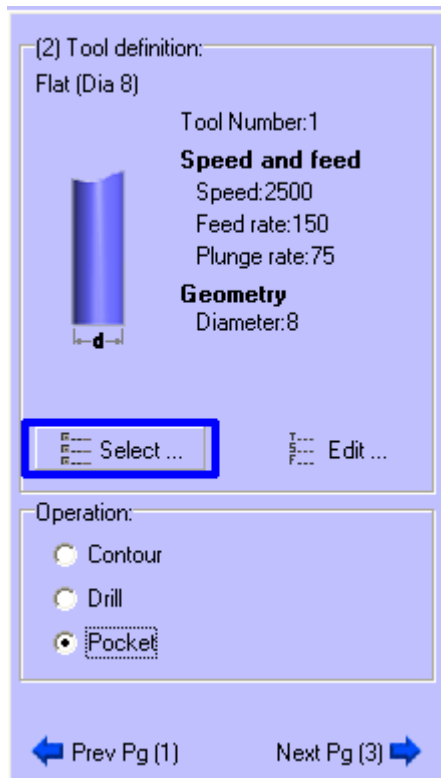 (2) Tool definition:
Flat (Dia 8)
Tool Number:1
Speed and feed
Speed:2500
Feed rate:150
Plunge rate:75
Geometry
Diameter:8
d
Select ...
Edit ...
Operation:
Contour
Drill
Pocket
Prev Pg (1)
Next Pg (3)